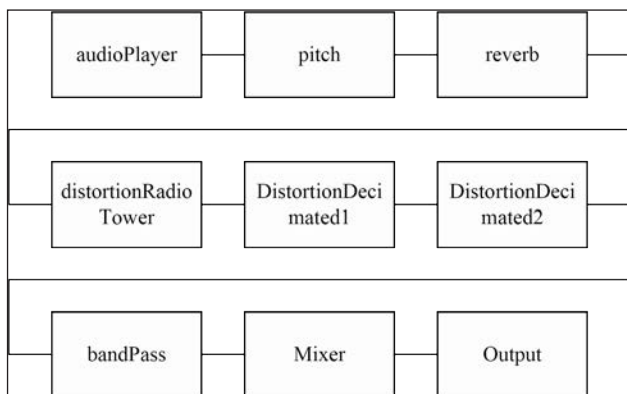 audioPlayer
pitch
reverb
distortionRadio
Tower
DistortionDeci
mated1
DistortionDeci
mated2
bandPass
Mixer
Output